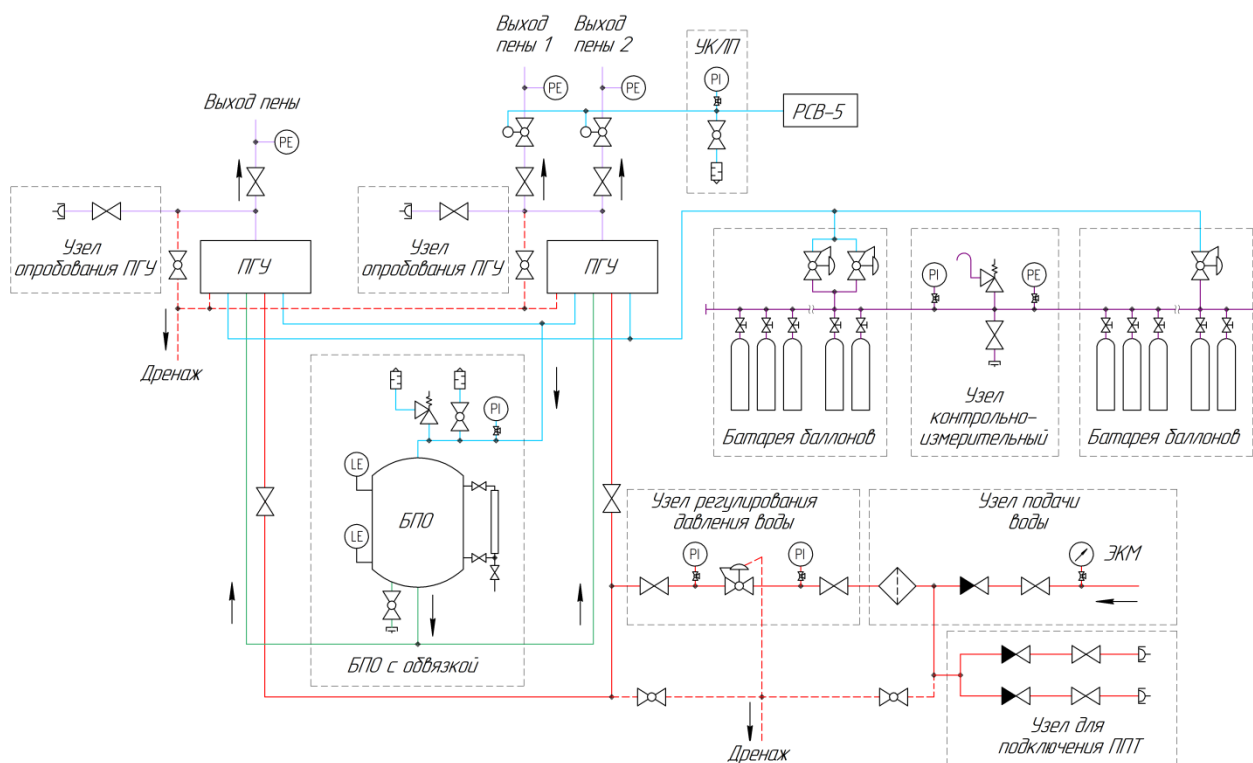 Выход
пены 1
Выход
пены 2
УКЛП
PI
PE
PE
РСВ-5
Выход пены
PE
Узел
опробования ПГУ
ПГУ
Узел
опробования ПГУ
ПГУ
Дренаж
PI
PE
Батарея баллонов
Узел
контрольно-
измерительный
Батарея баллонов
PI
LE
LE
БПО
БПО с обвязкой
Узел регулирования
давления воды
PI
PI
Узел подачи
воды
ЭКМ
Узел для
подключения ППТ
Дренаж